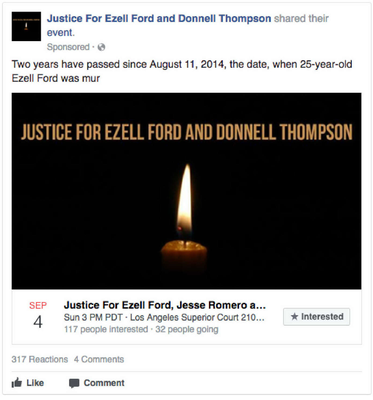 Justice For Ezell Ford and Donnell Thompson shared their
event.
Sponsored ·
Two years have passed since August 11, 2014, the date, when 25-year-old
Ezell Ford was mur
JUSTICE FOR EZELL FORD AND DONNELL THOMPSON
SEP
4
Justice For Ezell Ford, Jesse Romero a...
Sun 3 PM PDT · Los Angeles Superior Court 210...
117 people interested · 32 people going
★ Interested
317 Reactions 4 Comments
Like Comment